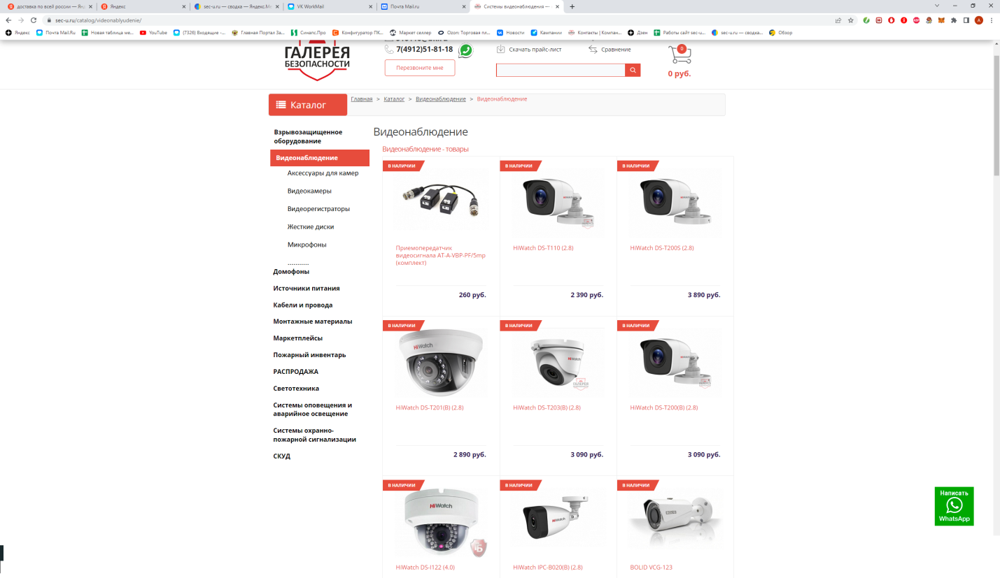 доставка по всей россии — Янд
Яндекс
sec-u.ru — сводка — Яндекс.Ме
VK WorkMail
Почта Mail.ru
Системы видеонаблюдения —
sec-u.ru/catalog/videonablyudenie/
Яндекс
Почта Mail.Ru
Новая таблица ме...
YouTube
(7326) Входящие -...
Главная Портал За...
Синапс.Про
Конфигуратор ПК...
Маркет селлер
Ozon: Торговая пл...
Новости
Кампании
Контакты | Компан...
Дзен
Работы сайт sec-u...
sec-u.ru — сводка...
Обзор
ГАЛЕРЕЯ
БЕЗОПАСНОСТИ
7(4912)51-81-18
Перезвоните мне
Скачать прайс-лист
Сравнение
0
0 руб.
Каталог
Главная > Каталог > Видеонаблюдение > Видеонаблюдение
Взрывозащищенное
оборудование
Видеонаблюдение
Аксессуары для камер
Видеокамеры
Видеорегистраторы
Жесткие диски
Микрофоны
...........
Домофоны
Источники питания
Кабели и провода
Монтажные материалы
Маркетплейсы
Пожарный инвентарь
РАСПРОДАЖА
Светотехника
Системы оповещения и
аварийное освещение
Системы охранно-
пожарной сигнализации
СКУД
Видеонаблюдение
Видеонаблюдение - товары
В НАЛИЧИИ
Приемопередатчик
видеосигнала AT-A-VBP-PF/5mp
(комплект)
260 руб.
В НАЛИЧИИ
HiWatch DS-T110 (2.8)
2 390 руб.
В НАЛИЧИИ
HiWatch DS-T200S (2.8)
3 890 руб.
В НАЛИЧИИ
HiWatch
HiWatch DS-T201(B) (2.8)
2 890 руб.
В НАЛИЧИИ
HiWatch
ГАЛЕРЕЯ
HiWatch DS-T203(B) (2.8)
3 090 руб.
В НАЛИЧИИ
HiWatch DS-T200(B) (2.8)
3 090 руб.
В НАЛИЧИИ
HiWatch
HiWatch DS-I122 (4.0)
В НАЛИЧИИ
HiWatch
HiWatch IPC-B020(B) (2.8)
В НАЛИЧИИ
BOLID
BOLID VCG-123
Написать
WhatsApp